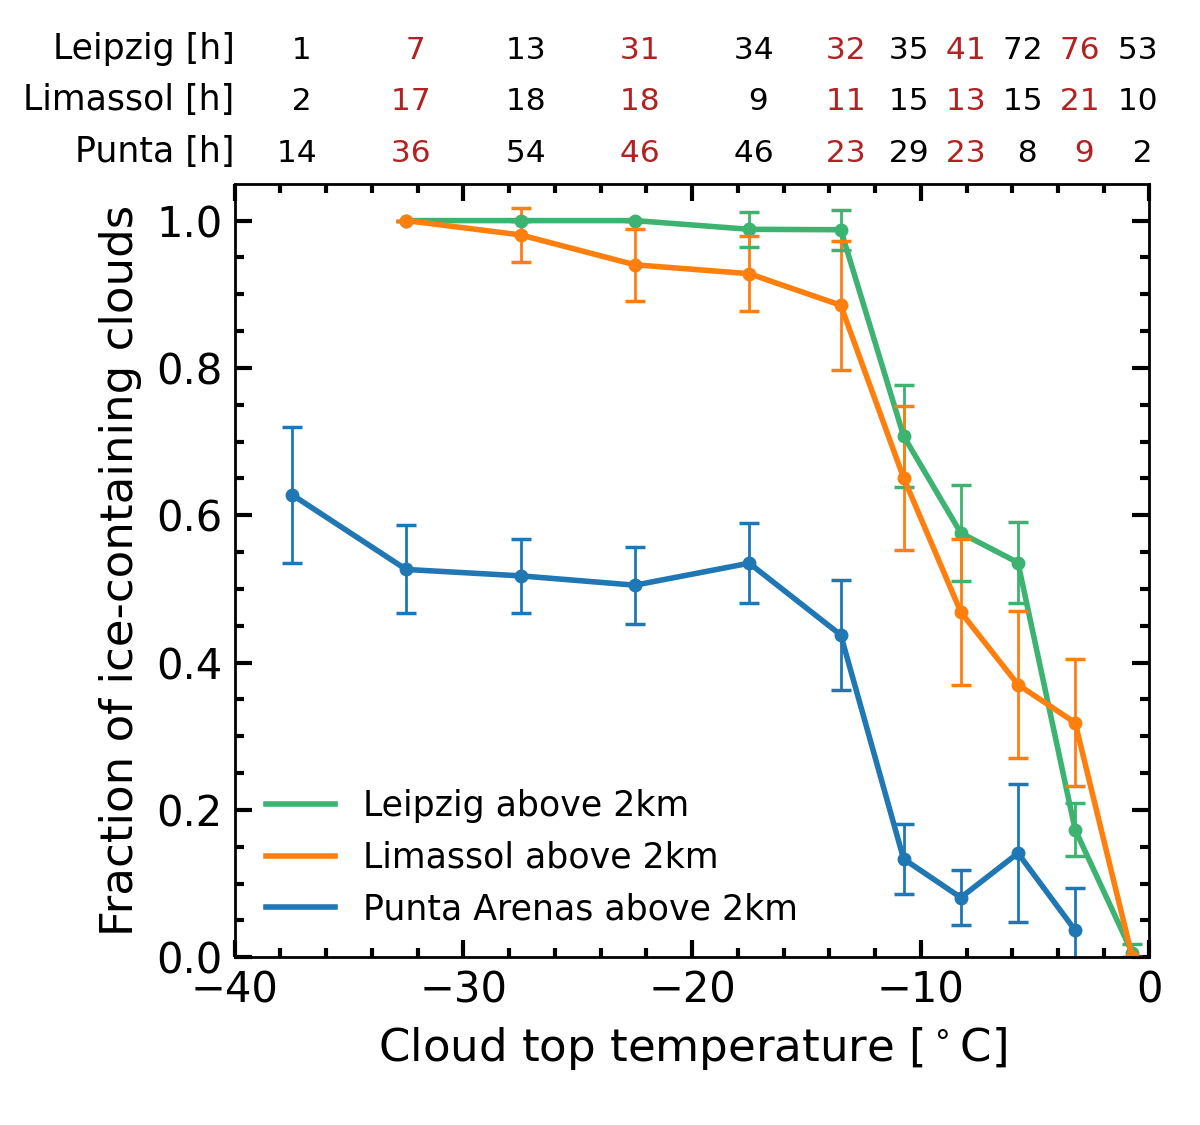 Leipzig [h] 1 7 13 31 34 32 35 41 72 76 53
Limassol [h] 2 17 18 18 9 11 15 13 15 21 10
Punta [h] 14 36 54 46 46 23 29 23 8 9 2
1.0
0.8
0.6
0.4
0.2
0.0
Fraction of ice-containing clouds
Leipzig above 2km
Limassol above 2km
Punta Arenas above 2km
−40 −30 −20 −10 0
Cloud top temperature [°C]